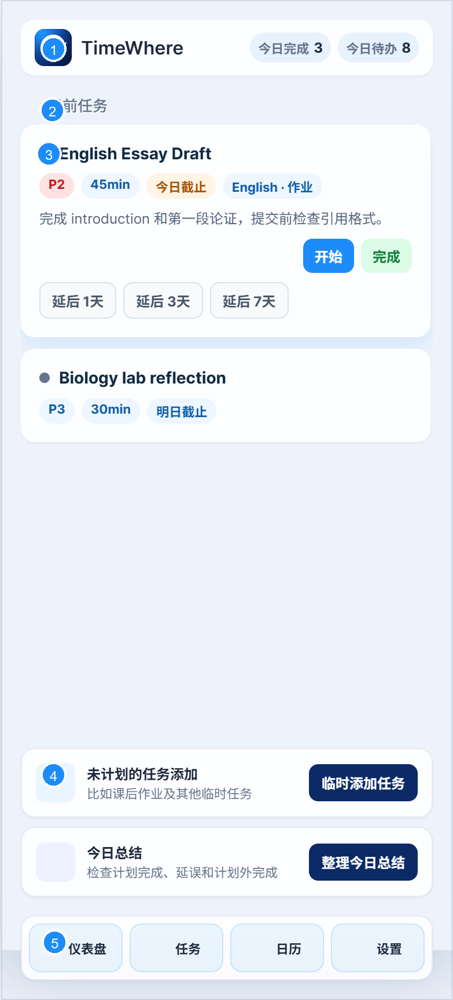 1 TimeWhere 今日完成 3 今日待办 8
2 前任务
3 English Essay Draft
P2 45min 今日截止 English · 作业
完成 introduction 和第一段论证，提交前检查引用格式。
开始 完成
延后 1天 延后 3天 延后 7天
Biology lab reflection
P3 30min 明日截止
4 未计划的任务添加
比如课后作业及其他临时任务
临时添加任务
今日总结
检查计划完成、延误和计划外完成
整理今日总结
5 仪表盘 任务 日历 设置